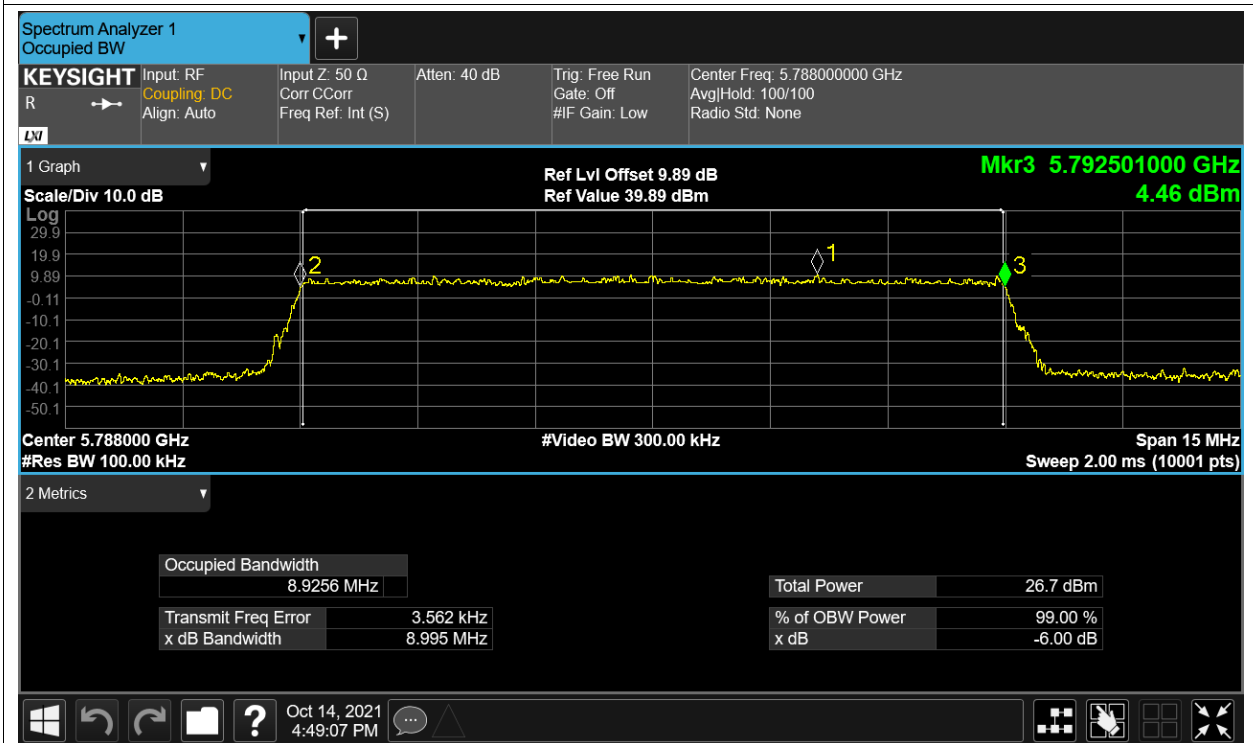 Spectrum Analyzer 1
Occupied BW
KEYSIGHT
R
LXI
Input: RF
Coupling: DC
Align: Auto
Input Z: 50 Ω
Corr CCorr
Freq Ref: Int (S)
Atten: 40 dB
Trig: Free Run
Gate: Off
#IF Gain: Low
Center Freq: 5.788000000 GHz
Avg|Hold: 100/100
Radio Std: None
1 Graph
Scale/Div 10.0 dB
Ref Lvl Offset 9.89 dB
Ref Value 39.89 dBm
Mkr3 5.792501000 GHz
4.46 dBm
Log
29.9
19.9
9.89
-0.11
-10.1
-20.1
-30.1
-40.1
-50.1
2
1
3
Center 5.788000 GHz
#Res BW 100.00 kHz
#Video BW 300.00 kHz
Span 15 MHz
Sweep 2.00 ms (10001 pts)
2 Metrics
Occupied Bandwidth
8.9256 MHz
Transmit Freq Error 3.562 kHz
x dB Bandwidth 8.995 MHz
Total Power 26.7 dBm
% of OBW Power 99.00 %
x dB -6.00 dB
?
Oct 14, 2021
4:49:07 PM